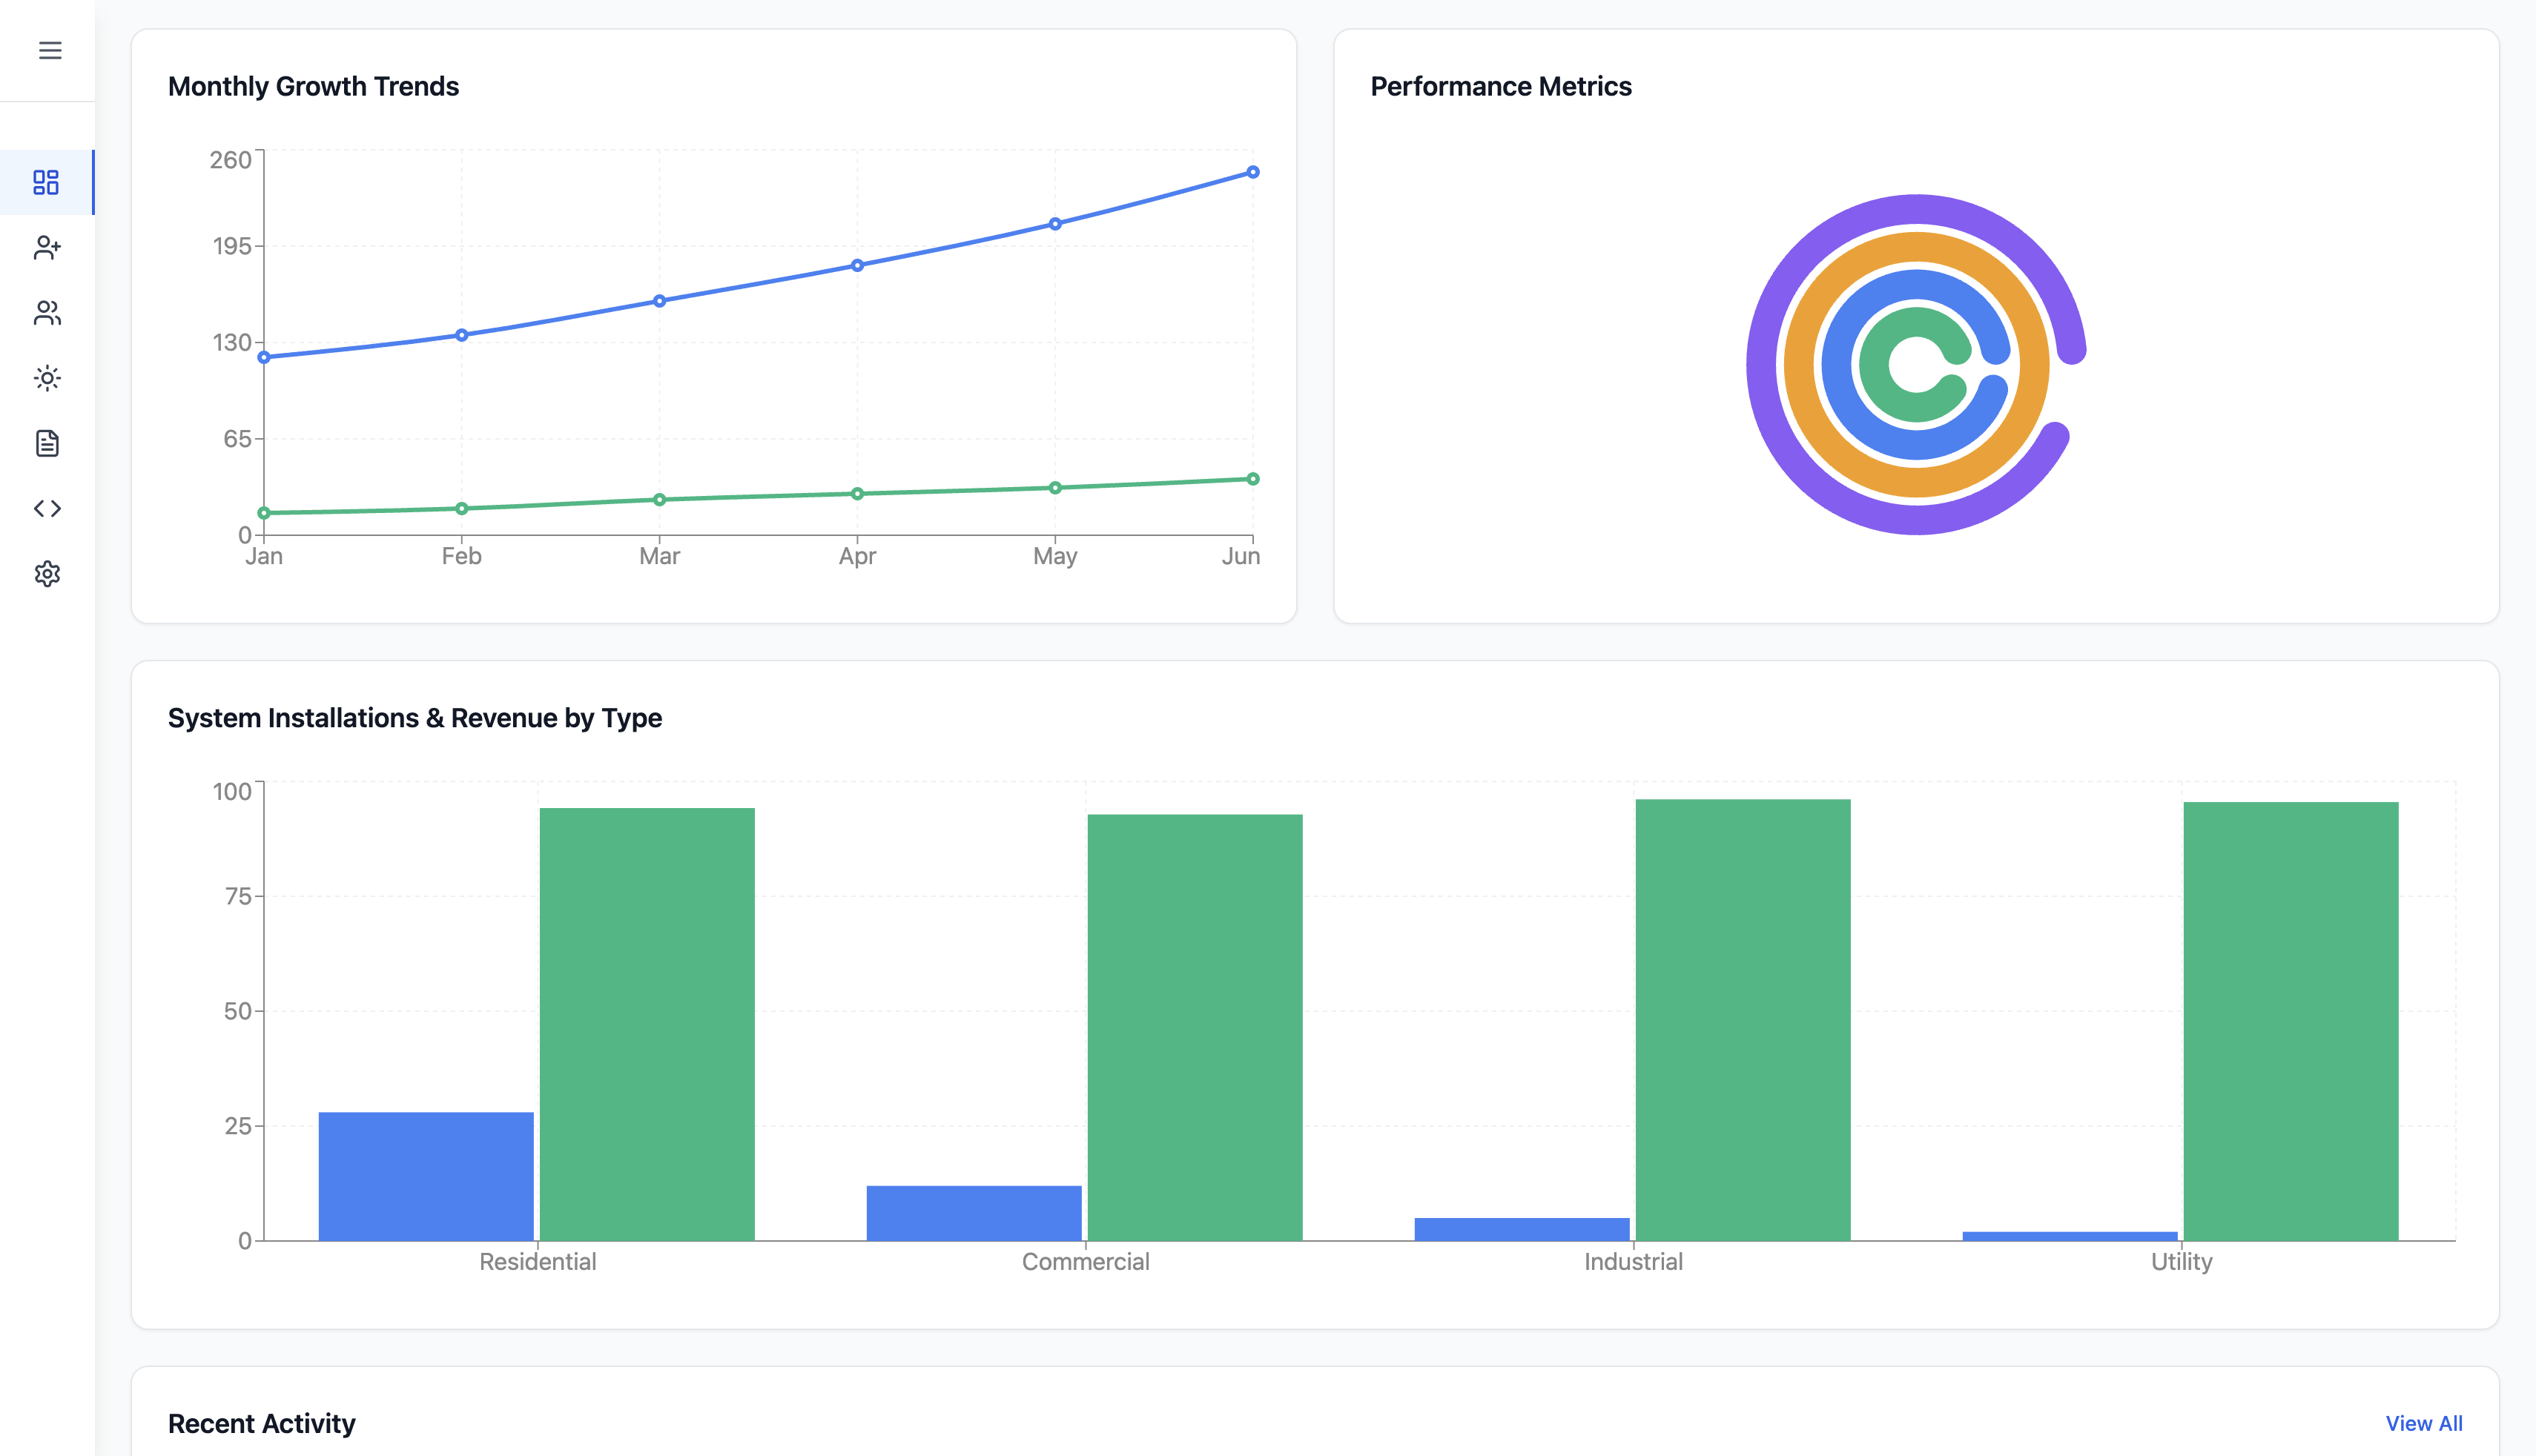 Monthly Growth Trends
260
195
130
65
0
Jan Feb Mar Apr May Jun
Performance Metrics
System Installations & Revenue by Type
100
75
50
25
0
Residential Commercial Industrial Utility
Recent Activity
View All